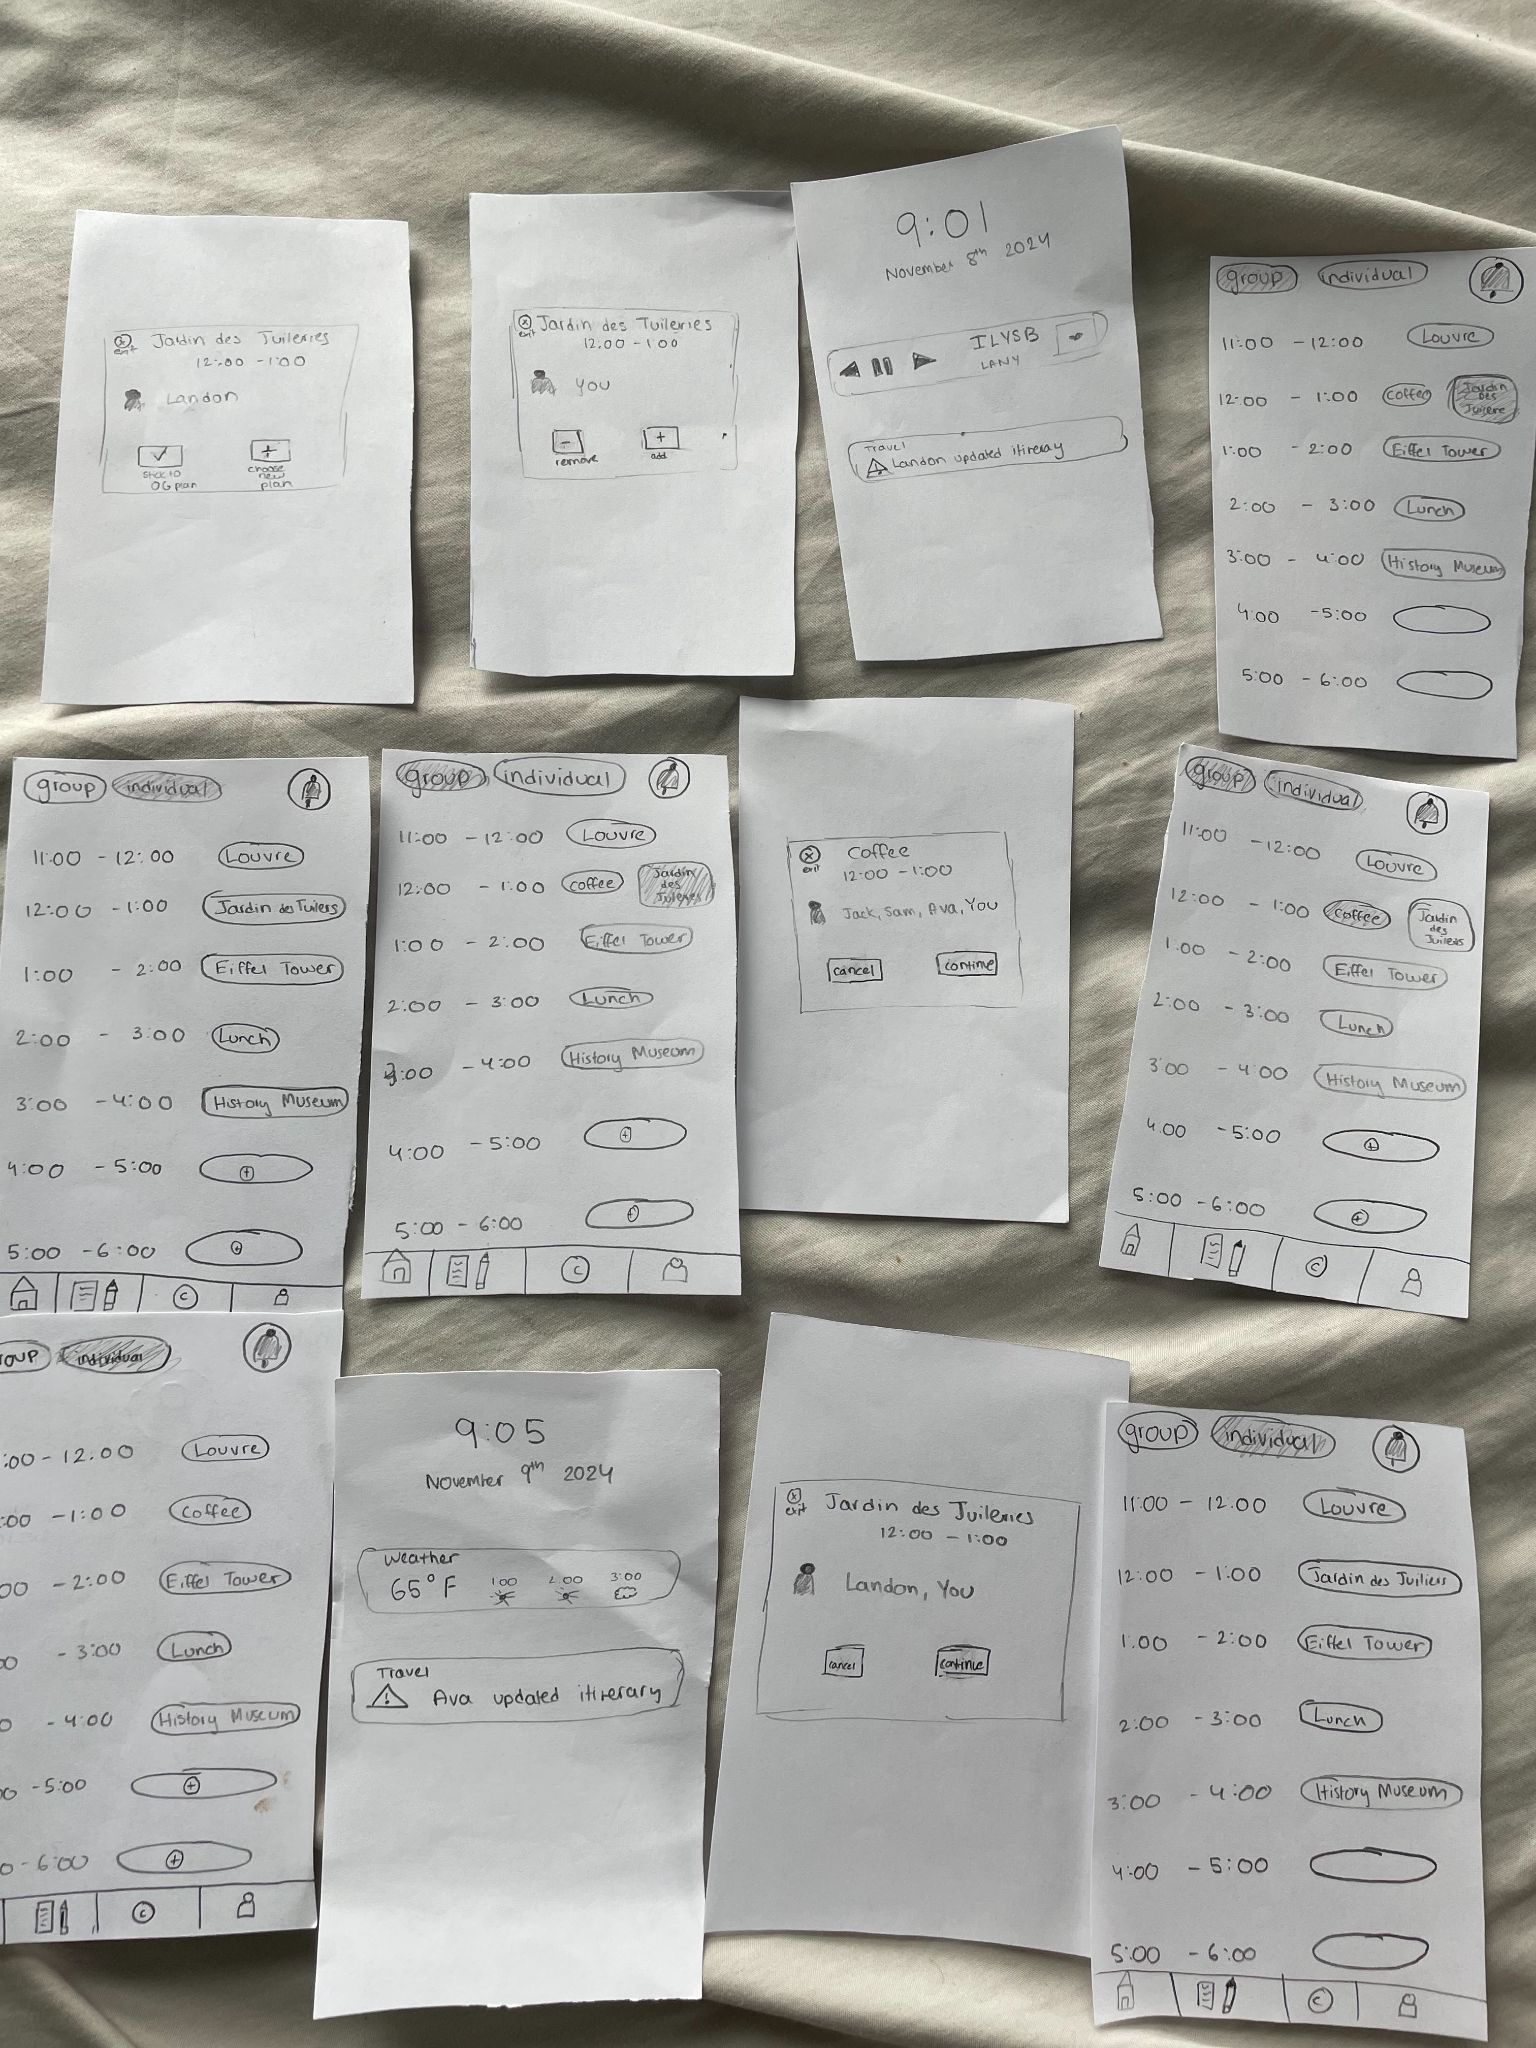 exit Jardin des Tuileries
12:00 - 1:00
Landon
stick to OG plan
choose new plan
exit Jardin des Tuileries
12:00 - 1:00
You
remove
add
9:01
November 8th 2024
ILYSB
LANY
Travel
Landon updated itineray
group individual
11:00 - 12:00 Louvre
12:00 - 1:00 coffee Jardin des Tuilerie
1:00 - 2:00 Eiffel Tower
2:00 - 3:00 Lunch
3:00 - 4:00 History Museum
4:00 - 5:00
5:00 - 6:00
group individual
11:00 - 12:00 Louvre
12:00 - 1:00 Jardin des Tuilers
1:00 - 2:00 Eiffel Tower
2:00 - 3:00 Lunch
3:00 - 4:00 History Museum
4:00 - 5:00 +
5:00 - 6:00 +
C
group individual
11:00 - 12:00 Louvre
12:00 - 1:00 coffee Jardin des Tuileries
1:00 - 2:00 Eiffel Tower
2:00 - 3:00 Lunch
3:00 - 4:00 History Museum
4:00 - 5:00 +
5:00 - 6:00 +
C
exit Coffee
12:00 - 1:00
Jack, Sam, Ava, You
cancel continue
group individual
11:00 - 12:00 Louvre
12:00 - 1:00 coffee Jardin des Tuileries
1:00 - 2:00 Eiffel Tower
2:00 - 3:00 Lunch
3:00 - 4:00 History Museum
4:00 - 5:00 +
5:00 - 6:00 +
C
oup individual
:00 - 12:00 Louvre
:00 - 1:00 Coffee
00 - 2:00 Eiffel Tower
0 - 3:00 Lunch
0 - 4:00 History Museum
00 - 5:00 +
0 - 6:00 +
C
9:05
November 9th 2024
Weather
65°F 1:00 2:00 3:00
Travel
Ava updated itinerary
exit Jardin des Tuileries
12:00 - 1:00
Landon, You
cancel continue
group individual
11:00 - 12:00 Louvre
12:00 - 1:00 Jardin des Tuiliers
1:00 - 2:00 Eiffel Tower
2:00 - 3:00 Lunch
3:00 - 4:00 History Museum
4:00 - 5:00
5:00 - 6:00
C